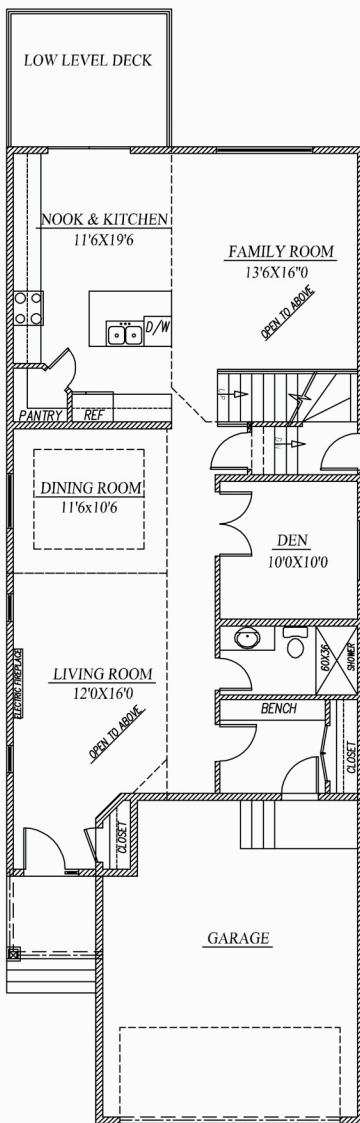 LOW LEVEL DECK
NOOK & KITCHEN
11'6X19'6
FAMILY ROOM
13'6X16"0
OPEN TO ABOVE
D/W
UP
PANTRY
REF
DN
DINING ROOM
11'6x10'6
DEN
10'0X10'0
60X36
SHOWER
ELECTRIC FIREPLACE
LIVING ROOM
12'0X16'0
OPEN TO ABOVE
BENCH
CLOSET
CLOSET
GARAGE